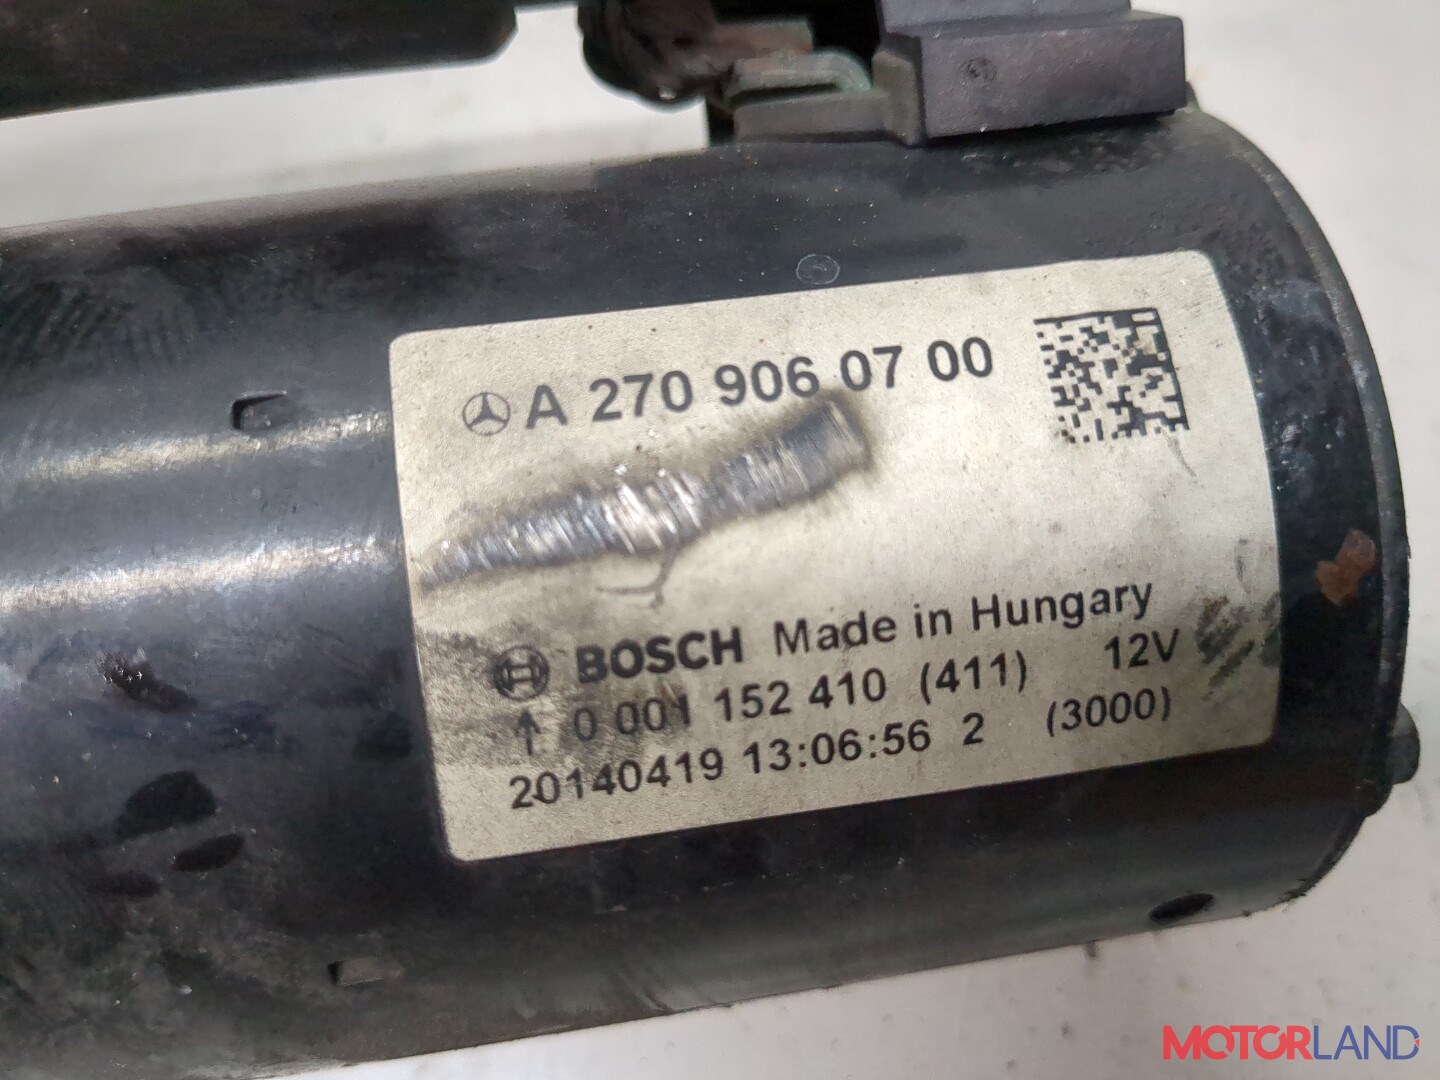 A 270 906 07 00
BOSCH Made in Hungary
0 001 152 410 (411) 12V
20140419 13:06:56 2 (3000)
MOTORLAND